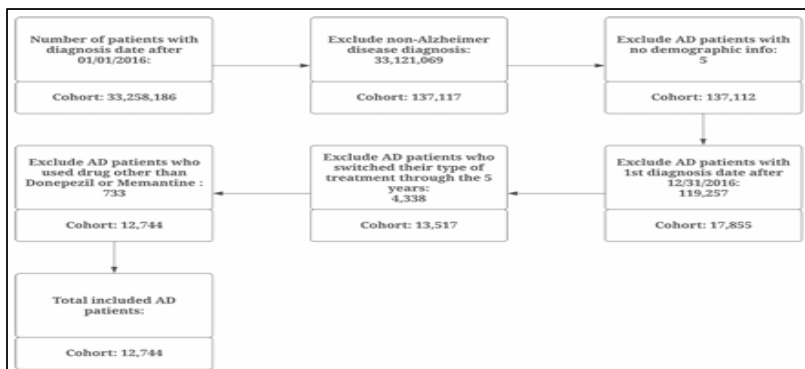 Number of patients with
diagnosis date after
01/01/2016:
Cohort: 33,258,186
Exclude non-Alzheimer
disease diagnosis:
33,121,069
Cohort: 137,117
Exclude AD patients with
no demographic info:
5
Cohort: 137,112
Exclude AD patients with
1st diagnosis date after
12/31/2016:
119,257
Cohort: 17,855
Exclude AD patients who
switched their type of
treatment through the 5
years:
4,338
Cohort: 13,517
Exclude AD patients who
used drug other than
Donepezil or Memantine :
733
Cohort: 12,744
Total included AD
patients:
Cohort: 12,744